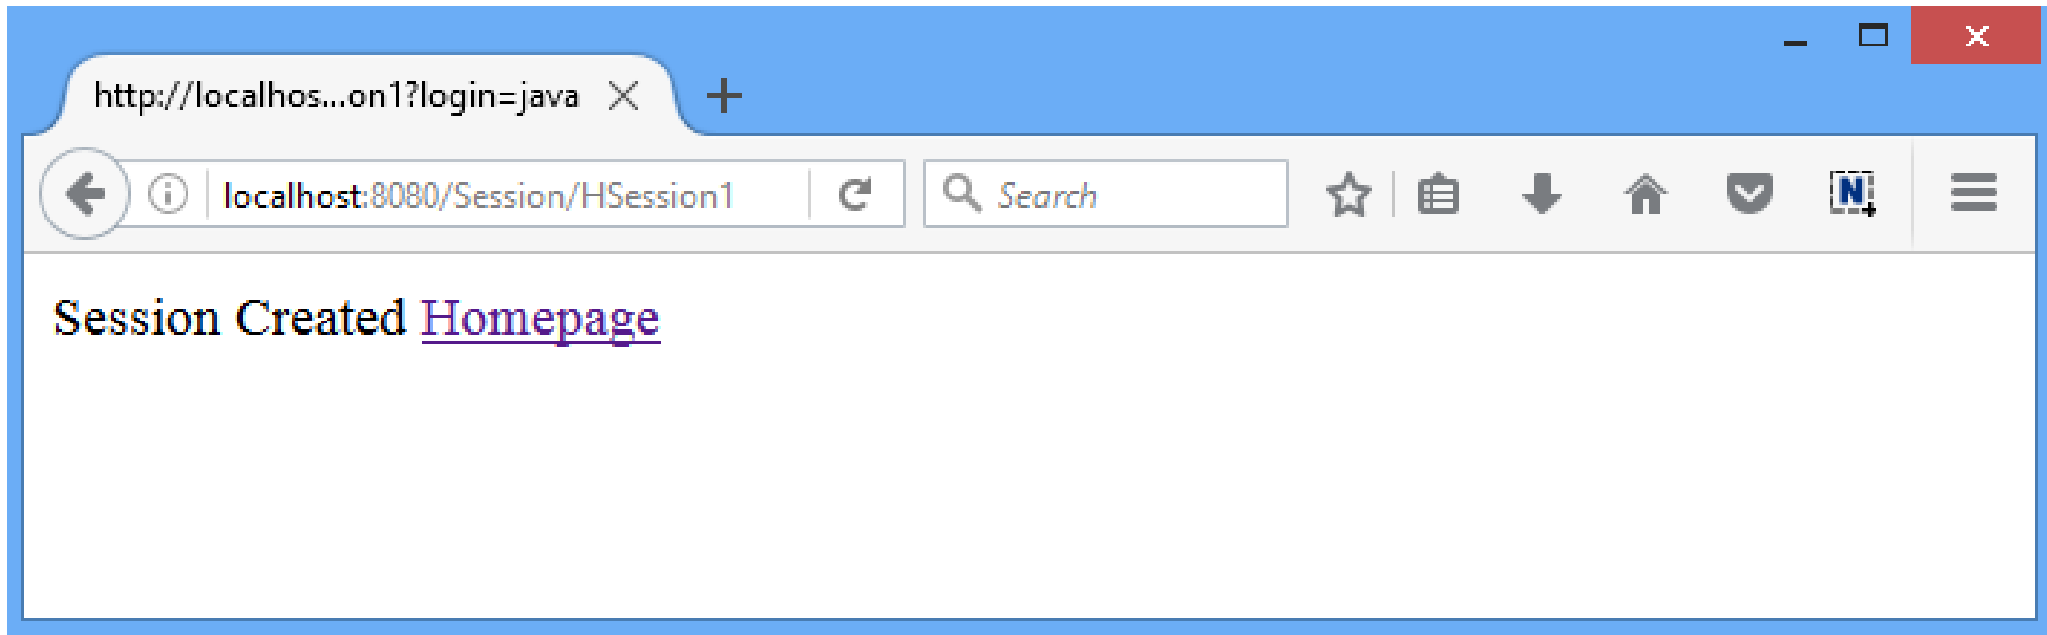 http://localhos...on1?login=java
localhost:8080/Session/HSession1
Search
N
Session Created Homepage